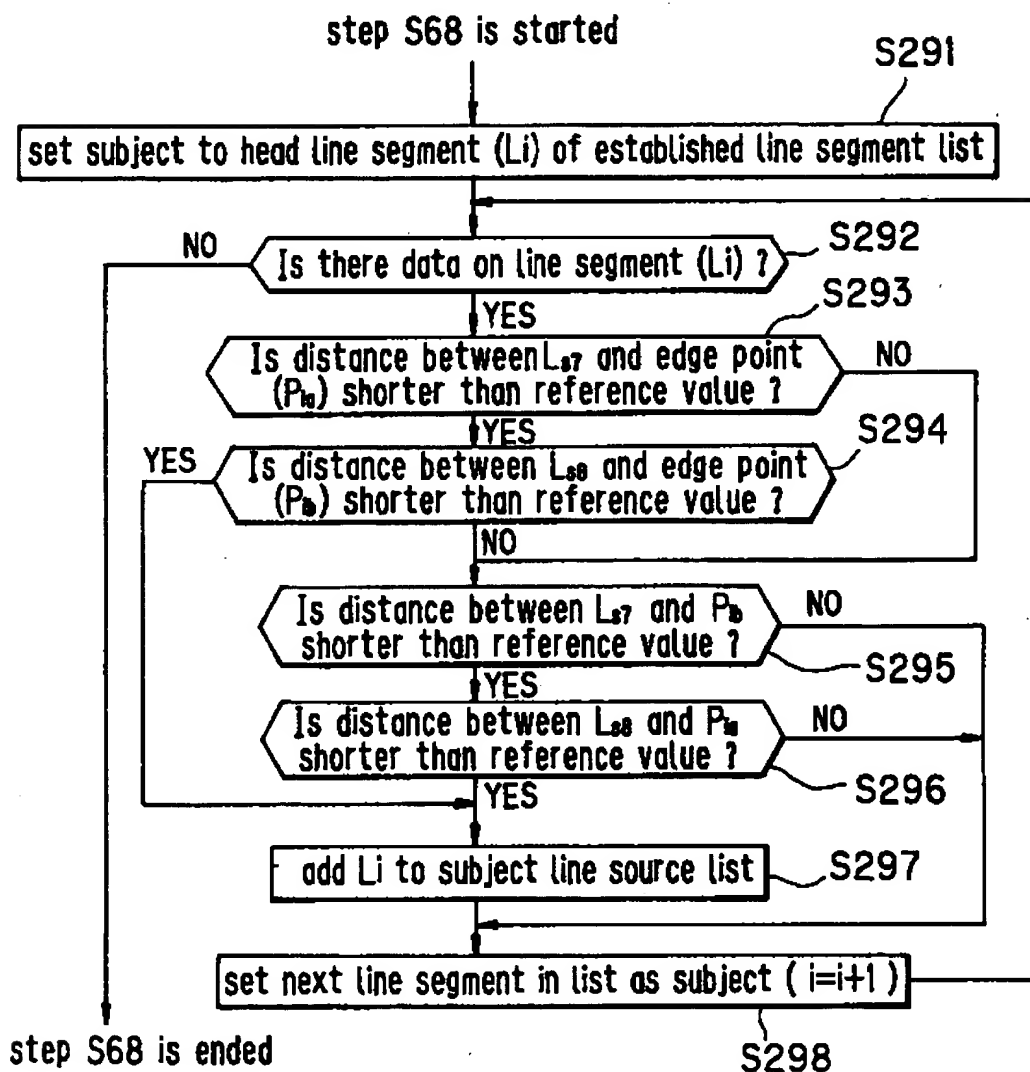 step S68 is started
S291
set subject to head line segment (Li) of established line segment list
NO
S292
Is there data on line segment (Li) ?
YES
S293
Is distance between Ls7 and edge point
(Pia) shorter than reference value ?
NO
YES
S294
YES
Is distance between Ls8 and edge point
(Pib) shorter than reference value ?
NO
Is distance between Ls7 and Pib
shorter than reference value ?
NO
S295
YES
Is distance between Ls8 and Pia
shorter than reference value ?
NO
S296
YES
add Li to subject line source list
S297
set next line segment in list as subject ( i=i+1 )
step S68 is ended
S298